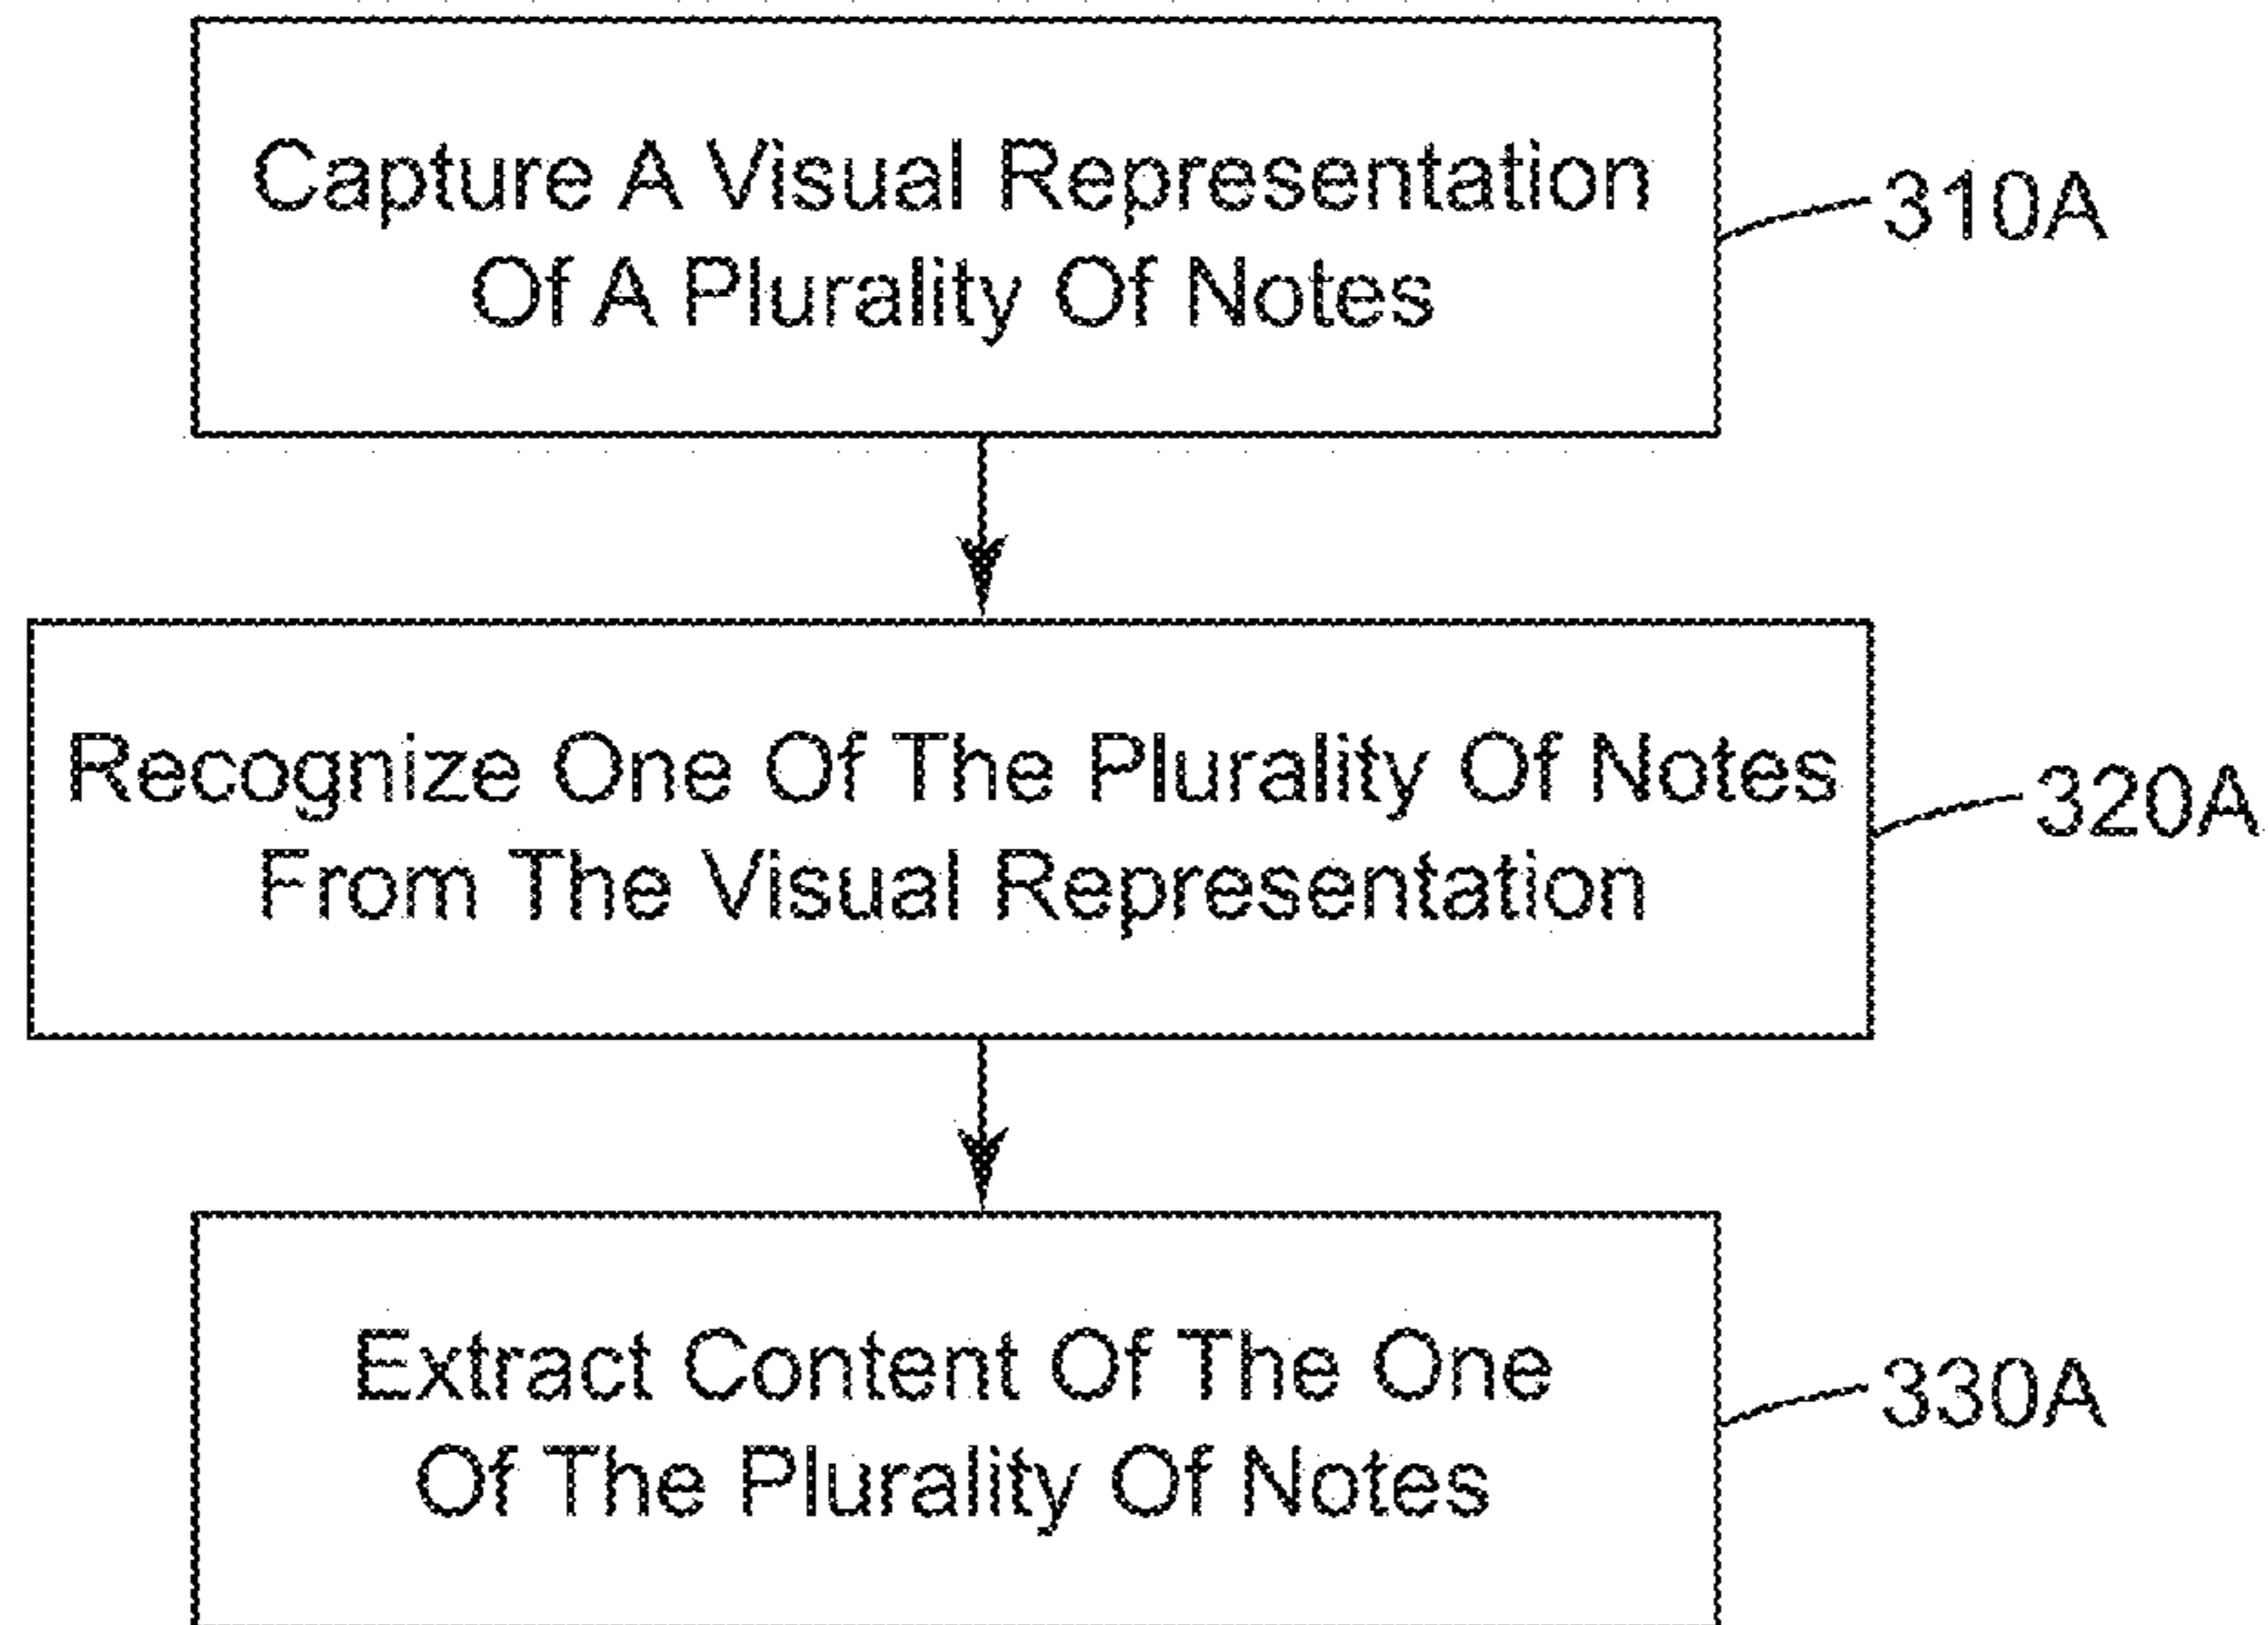 Capture A Visual Representation
Of A Plurality Of Notes
310A
Recognize One Of The Plurality Of Notes
From The Visual Representation
320A
Extract Content Of The One
Of The Plurality Of Notes
330A